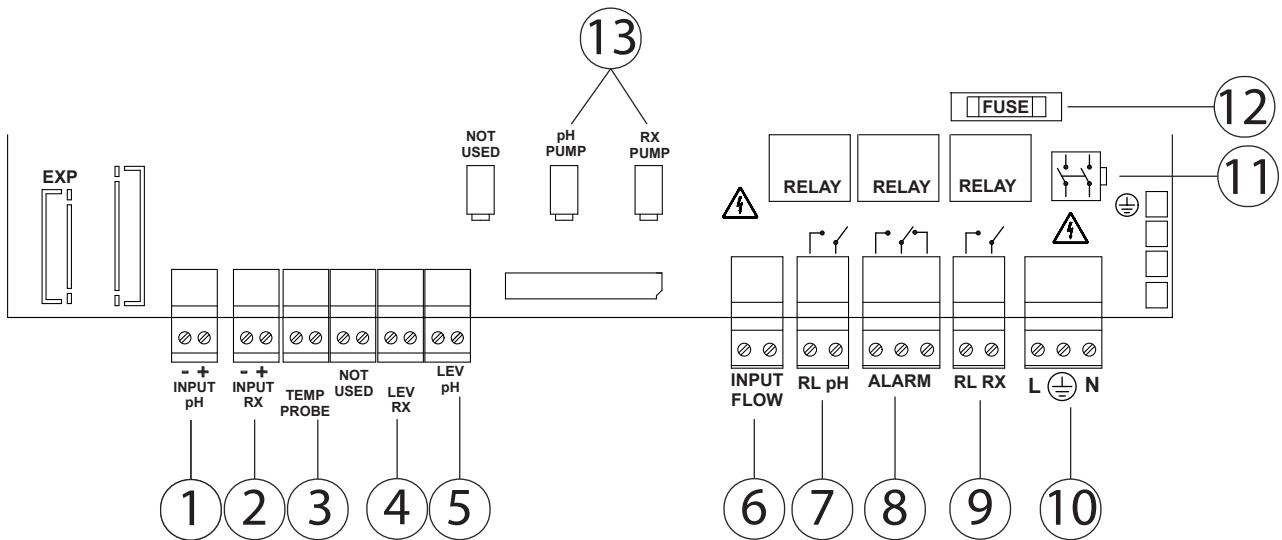 13
FUSE
12
NOT
USED
pH
PUMP
RX
PUMP
EXP
RELAY
RELAY
RELAY
11
- +
INPUT
pH
- +
INPUT
RX
TEMP
PROBE
NOT
USED
LEV
RX
LEV
pH
INPUT
FLOW
RL pH
ALARM
RL RX
L N
1
2
3
4
5
6
7
8
9
10